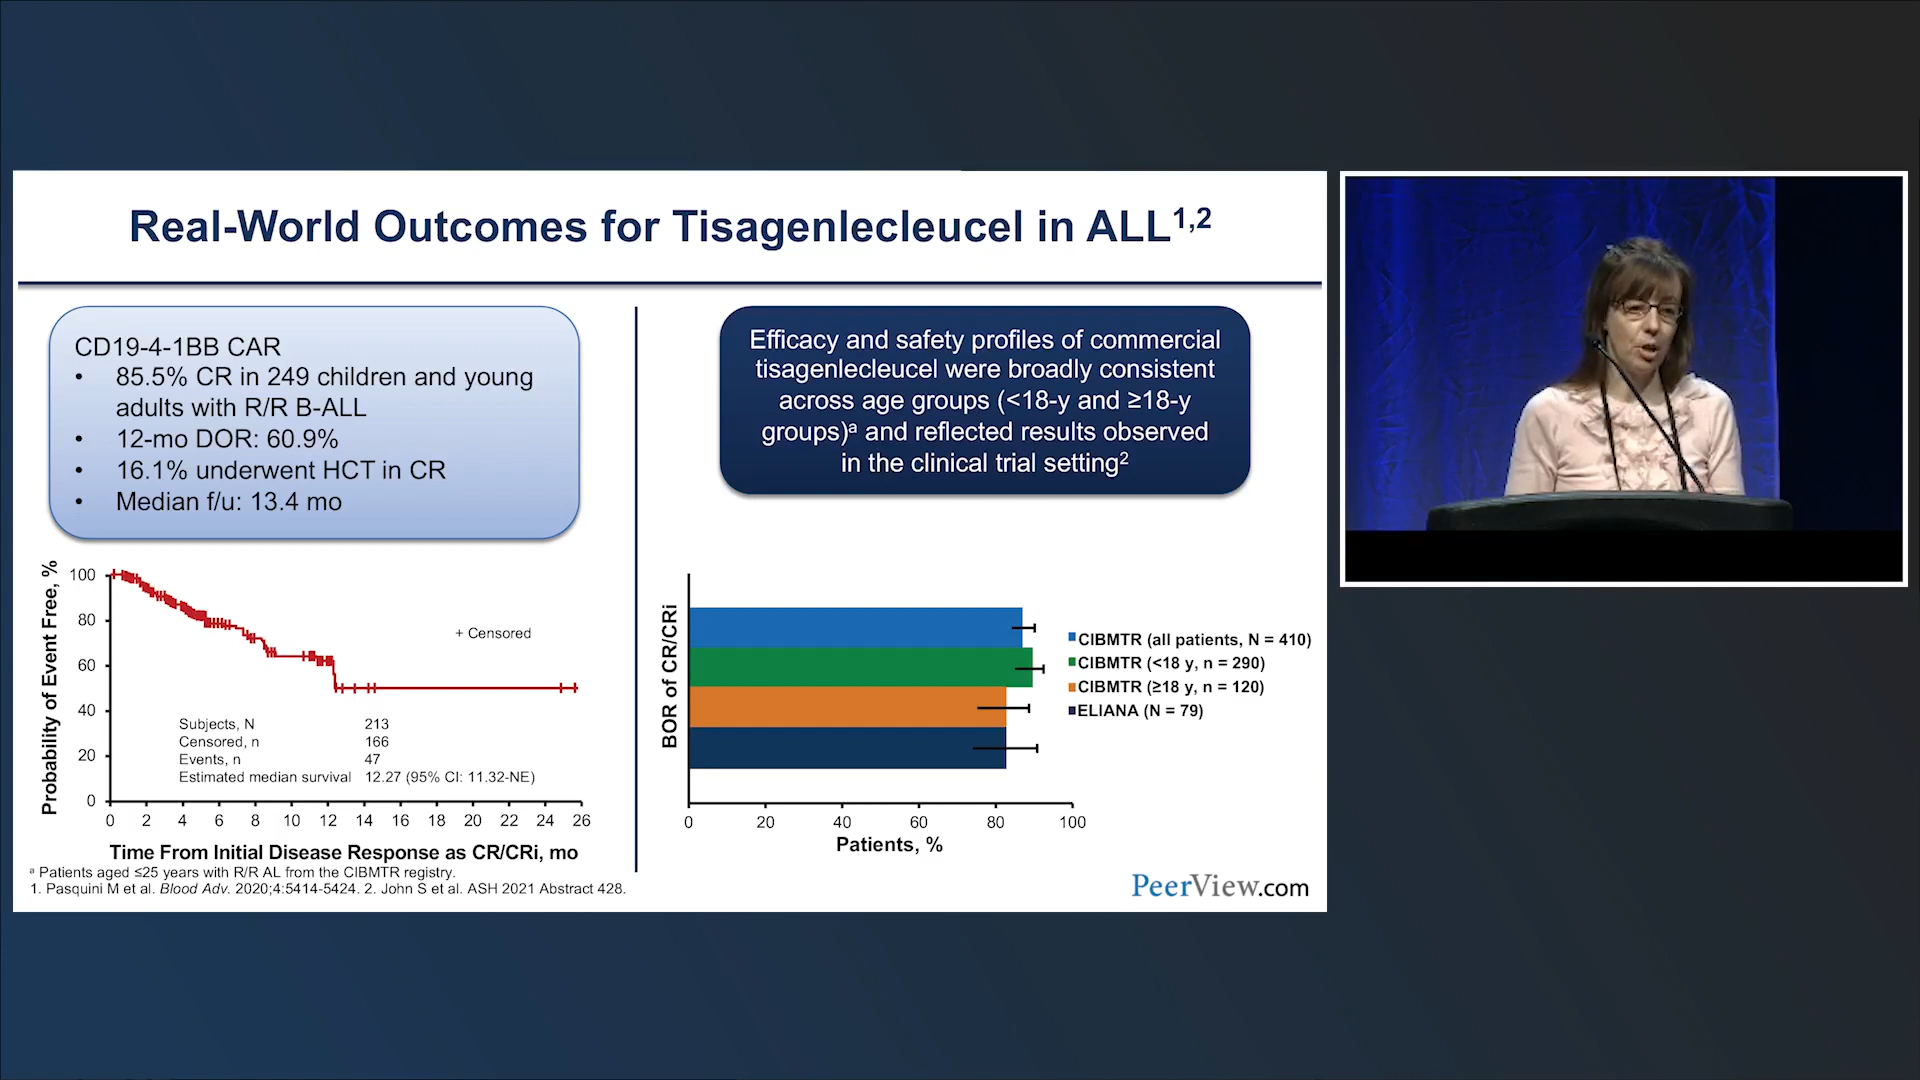 Real-World Outcomes for Tisagenlecleucel in ALL1,2
CD19-4-1BB CAR
• 85.5% CR in 249 children and young
adults with R/R B-ALL
• 12-mo DOR: 60.9%
• 16.1% underwent HCT in CR
• Median f/u: 13.4 mo
Probability of Event Free, %
100
80
60
40
20
0
+ Censored
Subjects, N 213
Censored, n 166
Events, n 47
Estimated median survival 12.27 (95% CI: 11.32-NE)
0 2 4 6 8 10 12 14 16 18 20 22 24 26
Time From Initial Disease Response as CR/CRi, mo
Efficacy and safety profiles of commercial
tisagenlecleucel were broadly consistent
across age groups (<18-y and ≥18-y
groups)a and reflected results observed
in the clinical trial setting2
BOR of CR/CRi
CIBMTR (all patients, N = 410)
CIBMTR (<18 y, n = 290)
CIBMTR (≥18 y, n = 120)
ELIANA (N = 79)
0 20 40 60 80 100
Patients, %
a Patients aged ≤25 years with R/R AL from the CIBMTR registry.
1. Pasquini M et al. Blood Adv. 2020;4:5414-5424. 2. John S et al. ASH 2021 Abstract 428.
PeerView.com